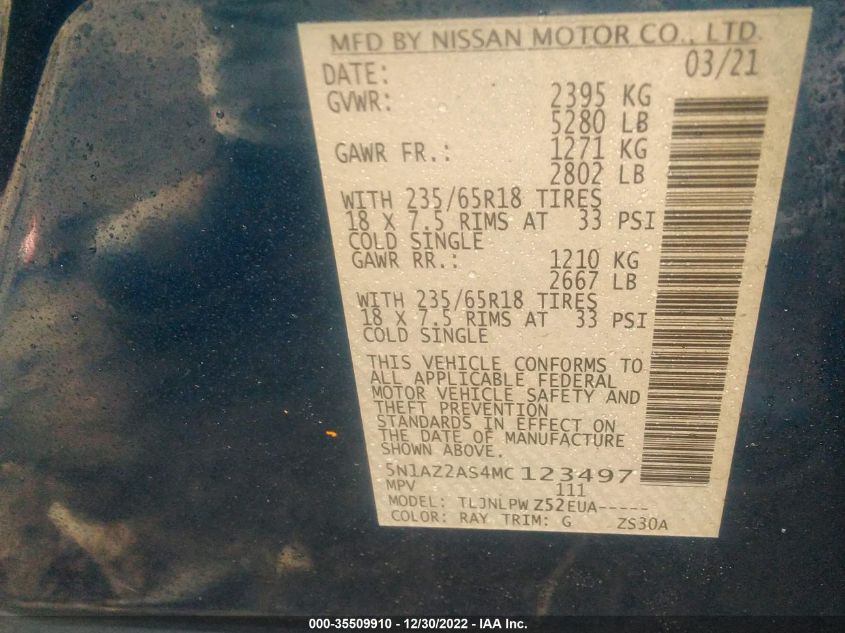 MFD BY NISSAN MOTOR CO., LTD.
DATE: 03/21
GVWR: 2395 KG
5280 LB
GAWR FR.: 1271 KG
2802 LB
WITH 235/65R18 TIRES
18 X 7.5 RIMS AT 33 PSI
COLD SINGLE
GAWR RR.: 1210 KG
2667 LB
WITH 235/65R18 TIRES
18 X 7.5 RIMS AT 33 PSI
COLD SINGLE
THIS VEHICLE CONFORMS TO
ALL APPLICABLE FEDERAL
MOTOR VEHICLE SAFETY AND
THEFT PREVENTION
STANDARDS IN EFFECT ON
THE DATE OF MANUFACTURE
SHOWN ABOVE.
5N1AZ2AS4MC123497
MPV 111
MODEL: TLJNLPW Z52EUA-----
COLOR: RAY TRIM: G ZS30A
000-35509910 - 12/30/2022 - IAA Inc.